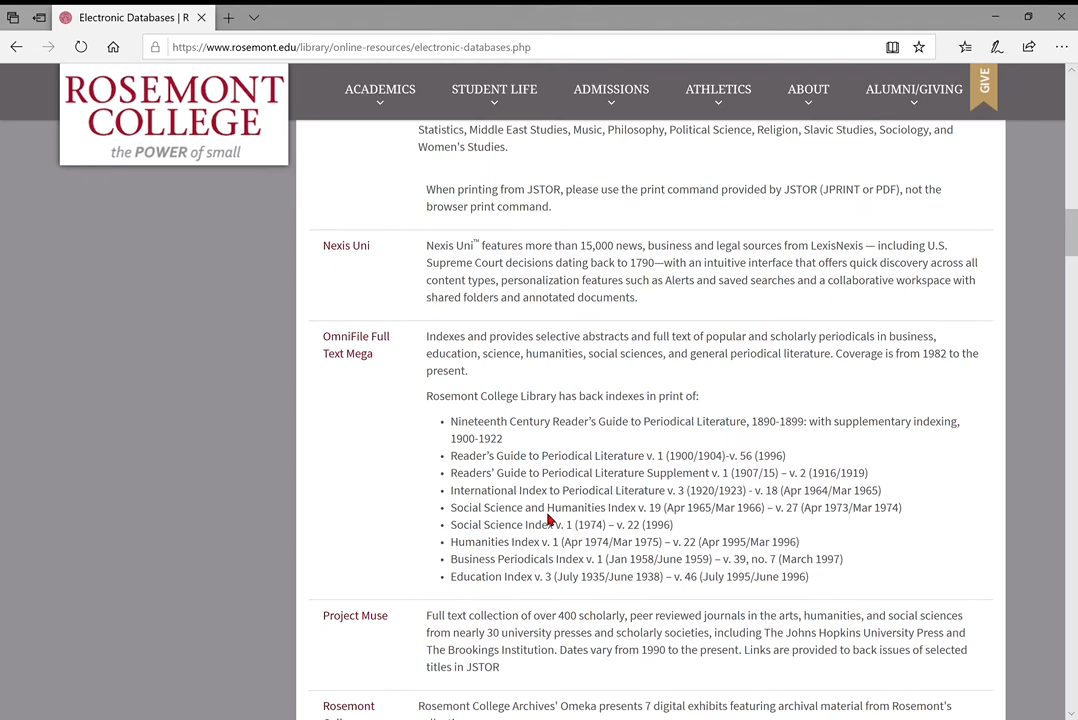 Electronic Databases | R
https://www.rosemont.edu/library/online-resources/electronic-databases.php
ROSEMONT
COLLEGE
the POWER of small
ACADEMICS
STUDENT LIFE
ADMISSIONS
ATHLETICS
ABOUT
ALUMNI/GIVING
GIVE
Statistics, Middle East Studies, Music, Philosophy, Political Science, Religion, Slavic Studies, Sociology, and
Women's Studies.
When printing from JSTOR, please use the print command provided by JSTOR (JPRINT or PDF), not the
browser print command.
Nexis Uni
Nexis Uni™ features more than 15,000 news, business and legal sources from LexisNexis — including U.S.
Supreme Court decisions dating back to 1790—with an intuitive interface that offers quick discovery across all
content types, personalization features such as Alerts and saved searches and a collaborative workspace with
shared folders and annotated documents.
OmniFile Full
Text Mega
Indexes and provides selective abstracts and full text of popular and scholarly periodicals in business,
education, science, humanities, social sciences, and general periodical literature. Coverage is from 1982 to the
present.
Rosemont College Library has back indexes in print of:
• Nineteenth Century Reader's Guide to Periodical Literature, 1890-1899: with supplementary indexing,
1900-1922
• Reader's Guide to Periodical Literature v. 1 (1900/1904)-v. 56 (1996)
• Readers' Guide to Periodical Literature Supplement v. 1 (1907/15) – v. 2 (1916/1919)
• International Index to Periodical Literature v. 3 (1920/1923) - v. 18 (Apr 1964/Mar 1965)
• Social Science and Humanities Index v. 19 (Apr 1965/Mar 1966) – v. 27 (Apr 1973/Mar 1974)
• Social Science Index v. 1 (1974) – v. 22 (1996)
• Humanities Index v. 1 (Apr 1974/Mar 1975) – v. 22 (Apr 1995/Mar 1996)
• Business Periodicals Index v. 1 (Jan 1958/June 1959) – v. 39, no. 7 (March 1997)
• Education Index v. 3 (July 1935/June 1938) – v. 46 (July 1995/June 1996)
Project Muse
Full text collection of over 400 scholarly, peer reviewed journals in the arts, humanities, and social sciences
from nearly 30 university presses and scholarly societies, including The Johns Hopkins University Press and
The Brookings Institution. Dates vary from 1990 to the present. Links are provided to back issues of selected
titles in JSTOR
Rosemont
Rosemont College Archives' Omeka presents 7 digital exhibits featuring archival material from Rosemont's